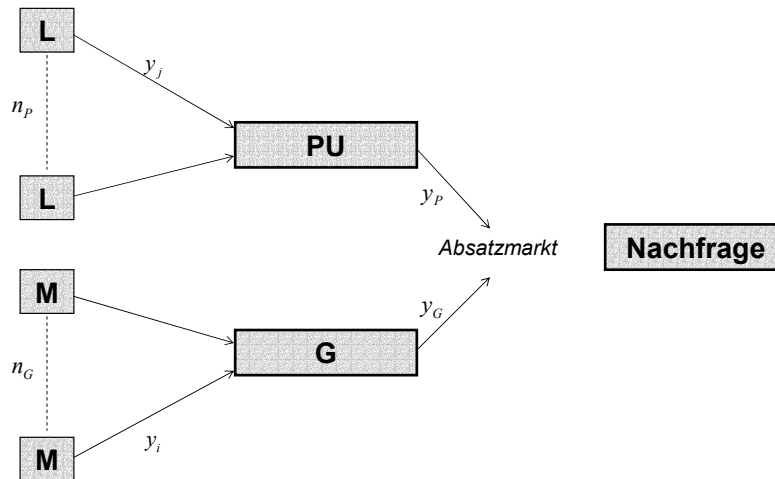 L
y_j
n_P
PU
L
y_P
Absatzmarkt
Nachfrage
M
y_G
G
n_G
y_i
M